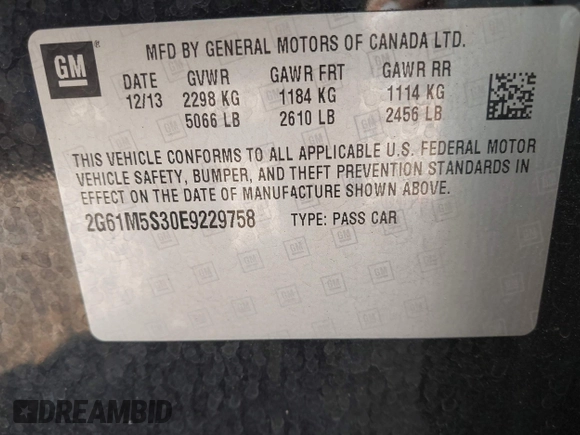 GM
MFD BY GENERAL MOTORS OF CANADA LTD.
DATE GVWR GAWR FRT GAWR RR
12/13 2298 KG 1184 KG 1114 KG
5066 LB 2610 LB 2456 LB
THIS VEHICLE CONFORMS TO ALL APPLICABLE U.S. FEDERAL MOTOR
VEHICLE SAFETY, BUMPER, AND THEFT PREVENTION STANDARDS IN
EFFECT ON THE DATE OF MANUFACTURE SHOWN ABOVE.
2G61M5S30E9229758 TYPE: PASS CAR
DREAMBID